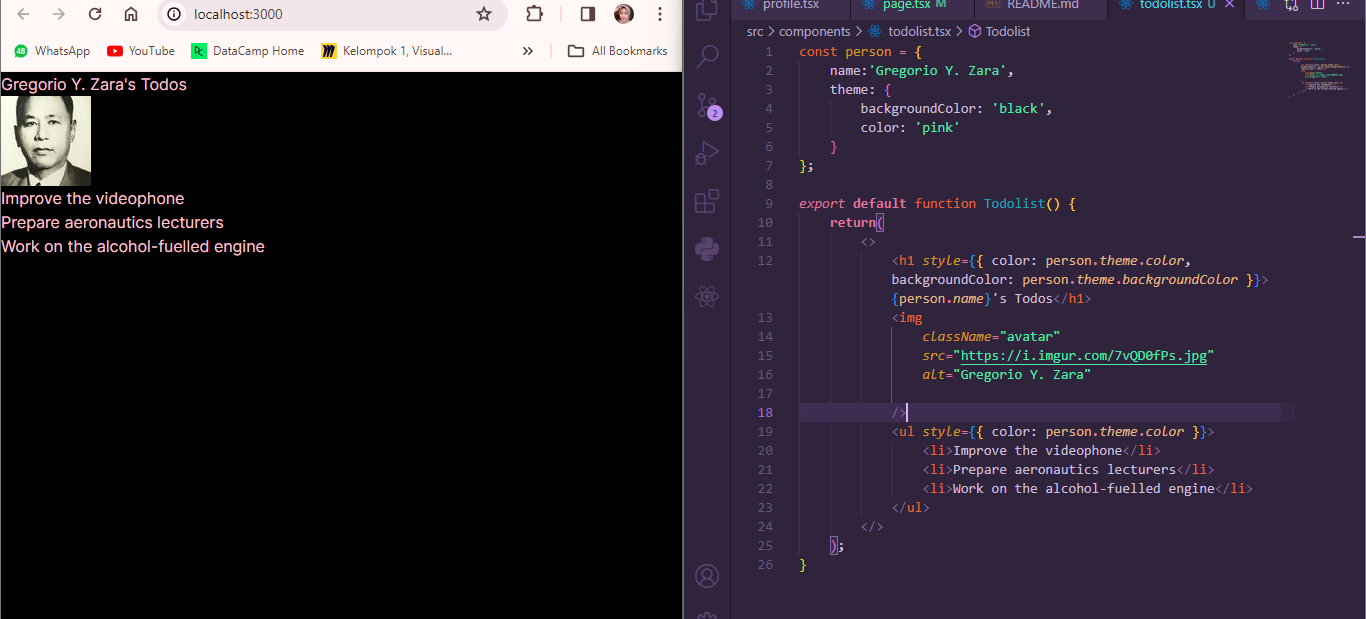 localhost:3000
48
WhatsApp
YouTube
DataCamp Home
Kelompok 1, Visual...
»
All Bookmarks
Gregorio Y. Zara's Todos
Improve the videophone
Prepare aeronautics lecturers
Work on the alcohol-fuelled engine
2
profile.tsx
page.tsx M
README.md
todolist.tsx U
src > components > todolist.tsx > Todolist
1 const person = {
2 name:'Gregorio Y. Zara',
3 theme: {
4 backgroundColor: 'black',
5 color: 'pink'
6 }
7 };
8
9 export default function Todolist() {
10 return(
11 <>
12 <h1 style={{ color: person.theme.color,
backgroundColor: person.theme.backgroundColor }}>
{person.name}'s Todos</h1>
13 <img
14 className="avatar"
15 src="https://i.imgur.com/7vQD0fPs.jpg"
16 alt="Gregorio Y. Zara"
17
18 />
19 <ul style={{ color: person.theme.color }}>
20 <li>Improve the videophone</li>
21 <li>Prepare aeronautics lecturers</li>
22 <li>Work on the alcohol-fuelled engine</li>
23 </ul>
24 </>
25 );
26 }